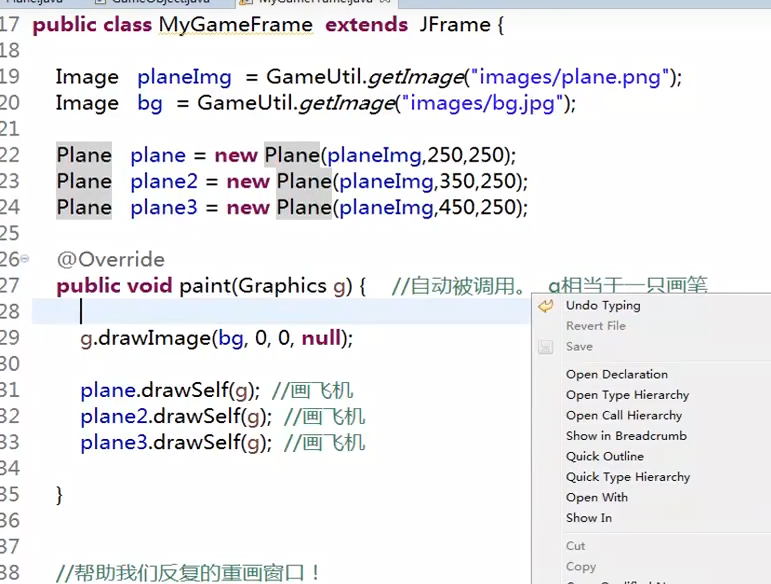 Plane.java GameObject.java MyGameFrame.java
17 public class MyGameFrame extends JFrame {
18
19 Image planeImg = GameUtil.getImage("images/plane.png");
20 Image bg = GameUtil.getImage("images/bg.jpg");
21
22 Plane plane = new Plane(planeImg,250,250);
23 Plane plane2 = new Plane(planeImg,350,250);
24 Plane plane3 = new Plane(planeImg,450,250);
25
26 @Override
27 public void paint(Graphics g) { //自动被调用。 g相当于一只画笔
28
29 g.drawImage(bg, 0, 0, null);
30
31 plane.drawSelf(g); //画飞机
32 plane2.drawSelf(g); //画飞机
33 plane3.drawSelf(g); //画飞机
34
35 }
36
37
38 //帮助我们反复的重画窗口！
Undo Typing
Revert File
Save
Open Declaration
Open Type Hierarchy
Open Call Hierarchy
Show in Breadcrumb
Quick Outline
Quick Type Hierarchy
Open With
Show In
Cut
Copy